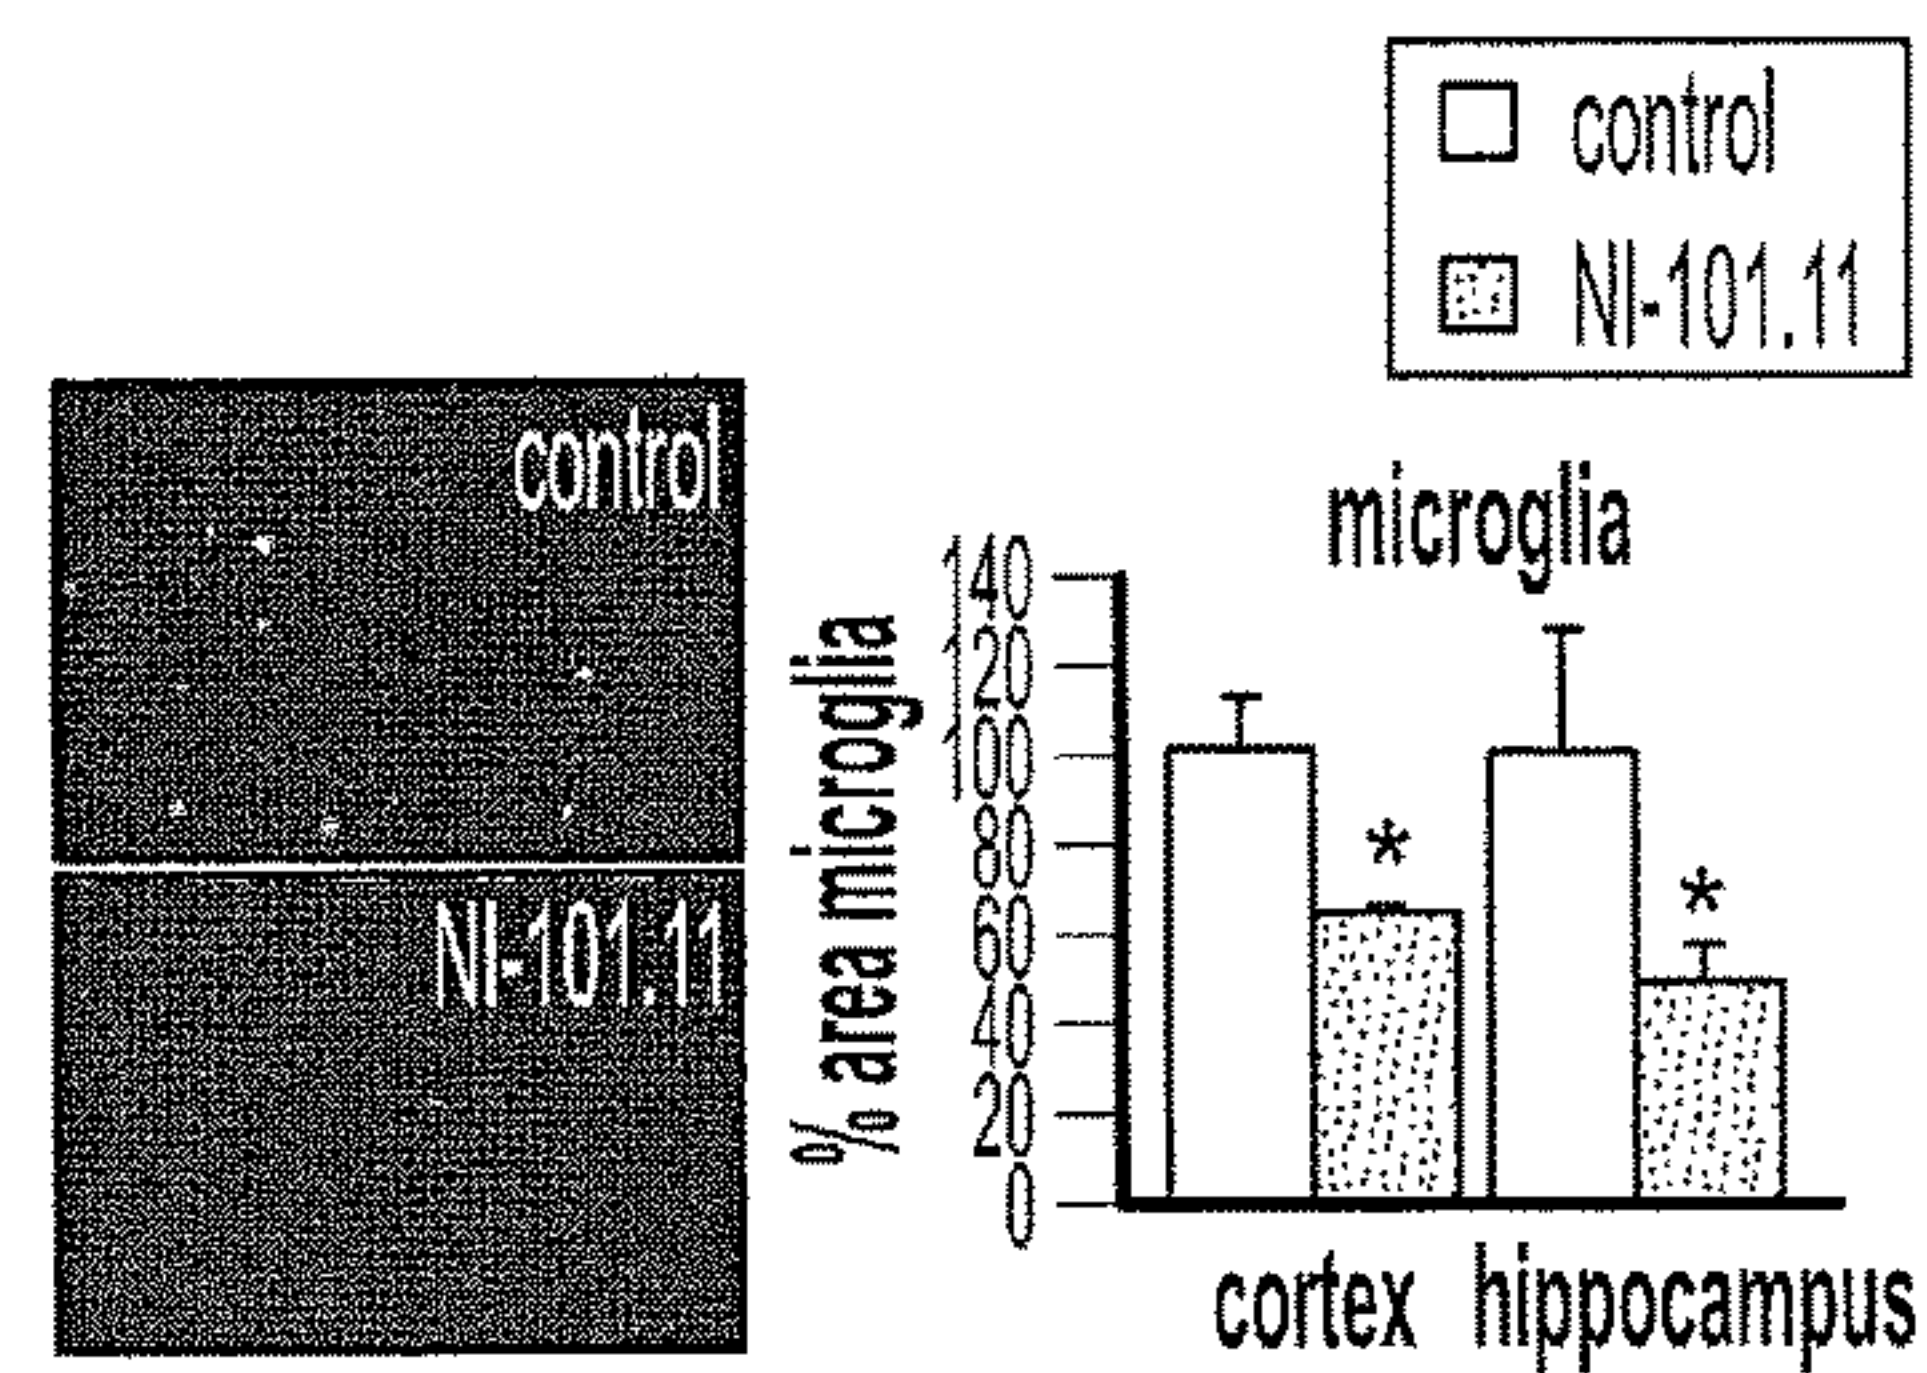 control
NI-101.11
control
NI-101.11
microglia
% area microglia
140
120
100
80
60
40
20
0
*
*
cortex hippocampus